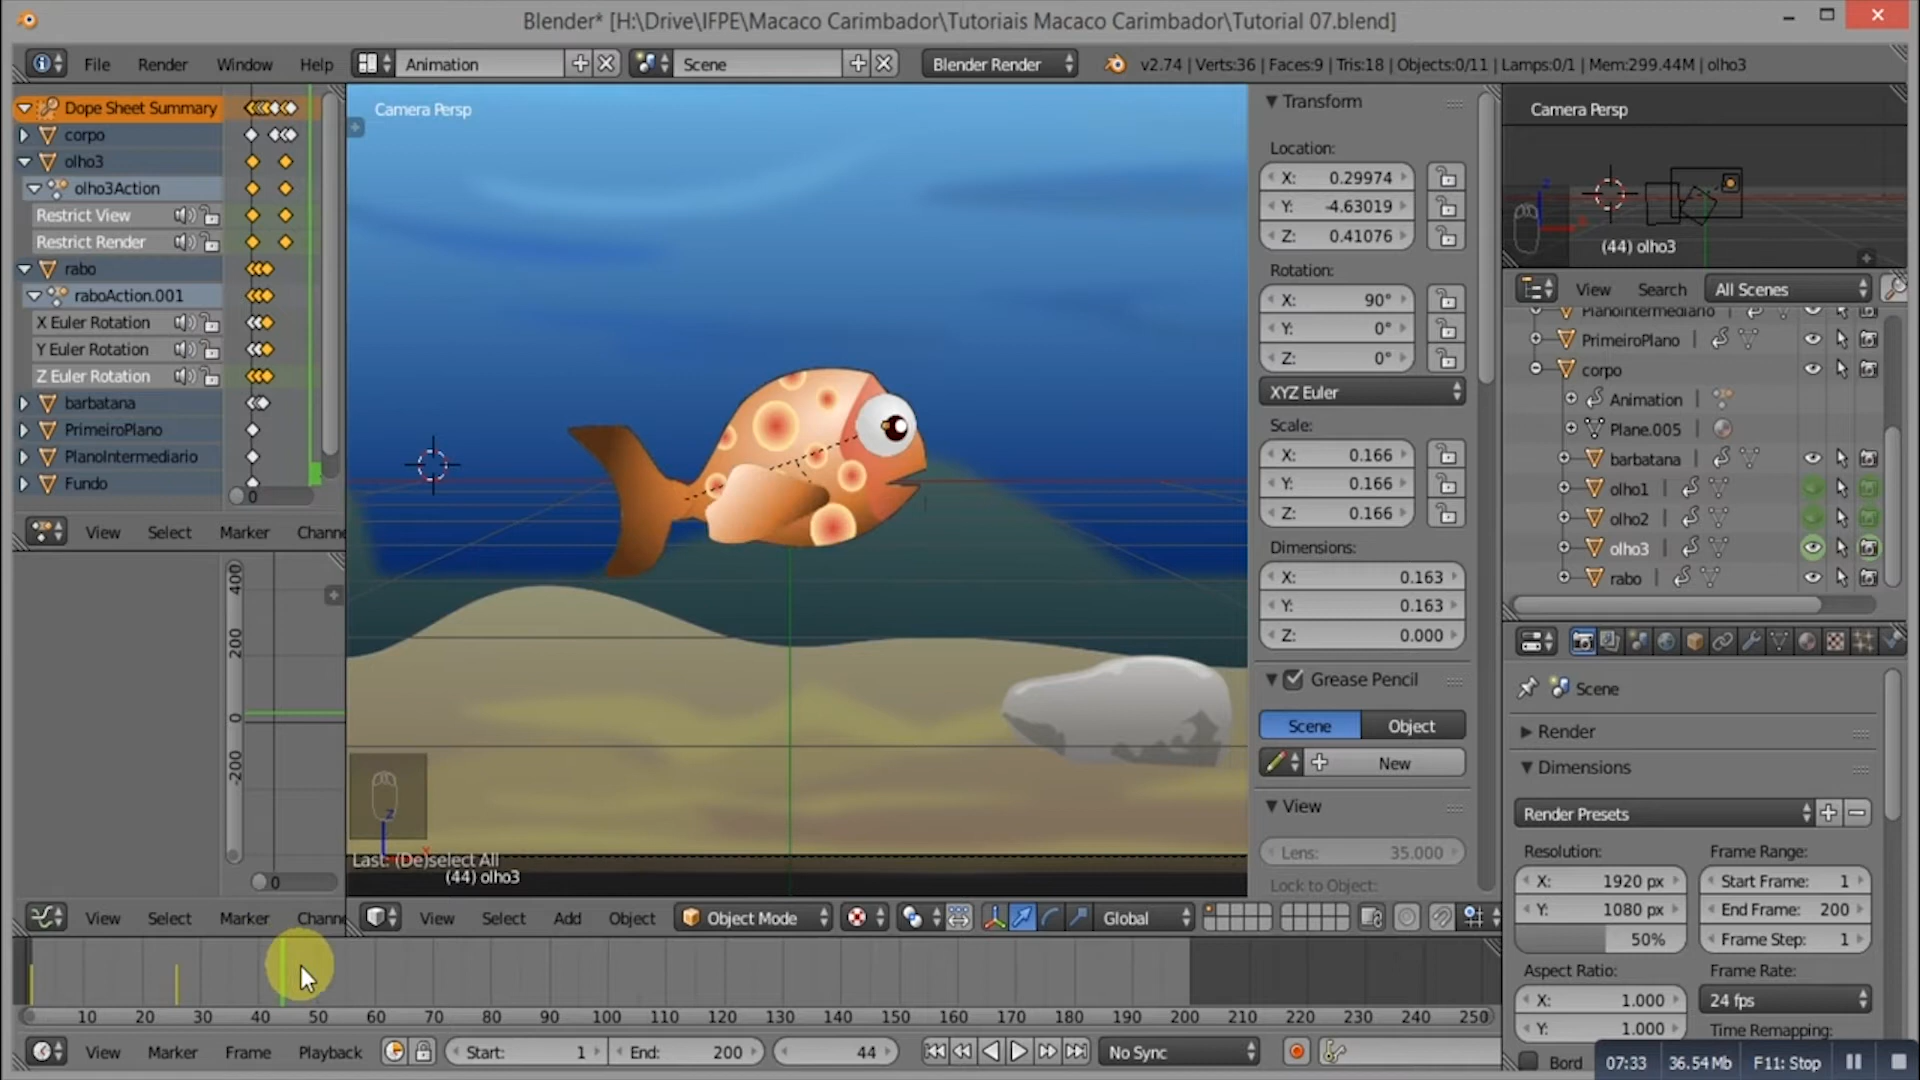 Blender* [H:\Drive\IFPE\Macaco Carimbador\Tutoriais Macaco Carimbador\Tutorial 07.blend]
File Render Window Help Animation Scene Blender Render v2.74 | Verts:36 | Faces:9 | Tris:18 | Objects:0/11 | Lamps:0/1 | Mem:299.44M | olho3
Dope Sheet Summary
corpo
olho3
olho3Action
Restrict View
Restrict Render
rabo
raboAction.001
X Euler Rotation
Y Euler Rotation
Z Euler Rotation
barbatana
PrimeiroPlano
PlanoIntermediario
Fundo
0
View Select Marker Channe
400
200
0
-200
0
View Select Marker Channe
Camera Persp
Last: (De)select All
(44) olho3
View Select Add Object Object Mode Global
Transform
Location:
X: 0.29974
Y: -4.63019
Z: 0.41076
Rotation:
X: 90°
Y: 0°
Z: 0°
XYZ Euler
Scale:
X: 0.166
Y: 0.166
Z: 0.166
Dimensions:
X: 0.163
Y: 0.163
Z: 0.000
Grease Pencil
Scene Object
New
View
Lens: 35.000
Lock to Object:
Camera Persp
(44) olho3
View Search All Scenes
PlanoIntermediario
PrimeiroPlano
corpo
Animation
Plane.005
barbatana
olho1
olho2
olho3
rabo
Scene
Render
Dimensions
Render Presets
Resolution: Frame Range:
X: 1920 px Start Frame: 1
Y: 1080 px End Frame: 200
50% Frame Step: 1
Aspect Ratio: Frame Rate:
X: 1.000 24 fps
Y: 1.000 Time Remapping:
Bord
10 20 30 40 50 60 70 80 90 100 110 120 130 140 150 160 170 180 190 200 210 220 230 240 250
View Marker Frame Playback Start: 1 End: 200 44 No Sync
07:33 36.54Mb F11: Stop